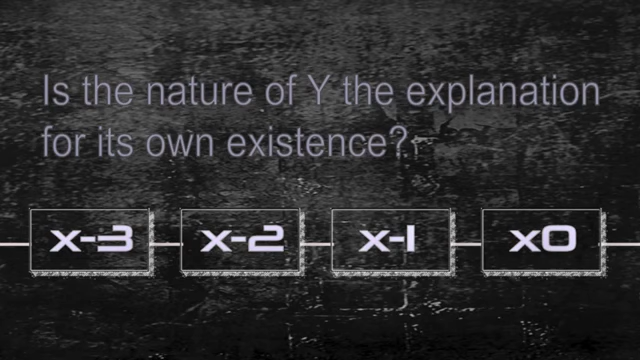 Is the nature of Y the explanation
for its own existence?
x-3 x-2 x-1 x0